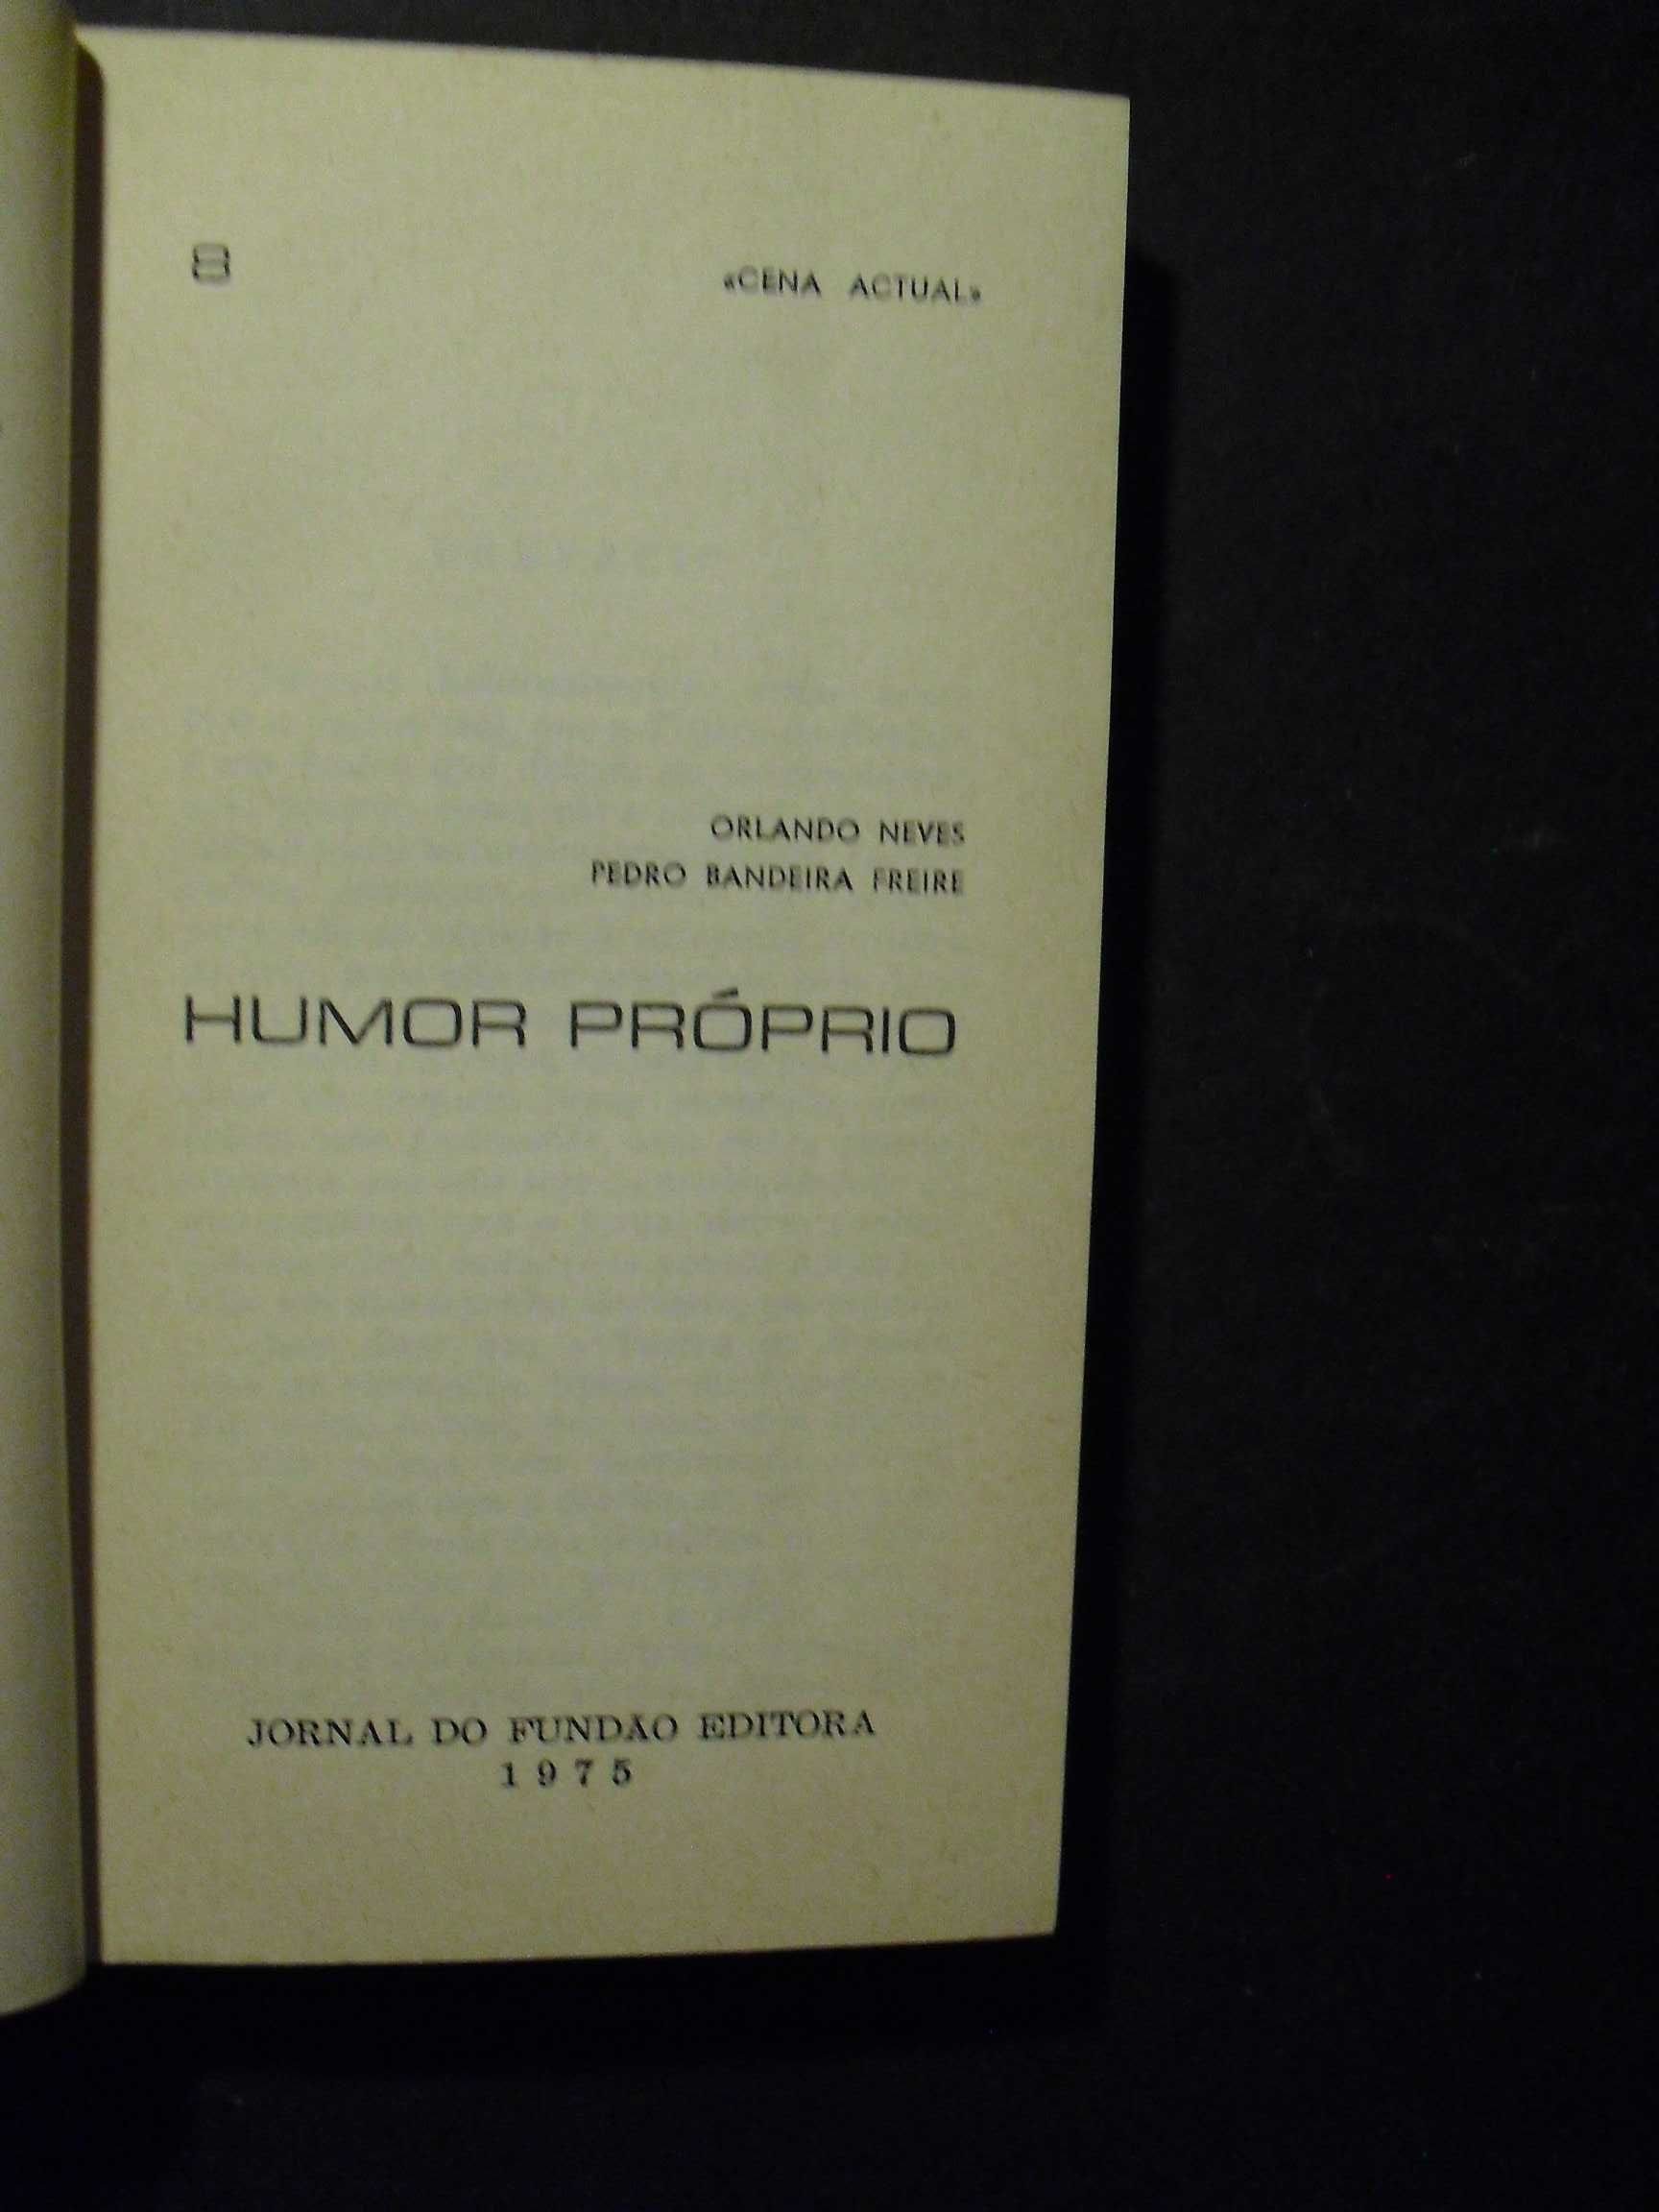 8
«CENA ACTUAL»
ORLANDO NEVES
PEDRO BANDEIRA FREIRE
HUMOR PRÓPRIO
JORNAL DO FUNDÃO EDITORA
1975